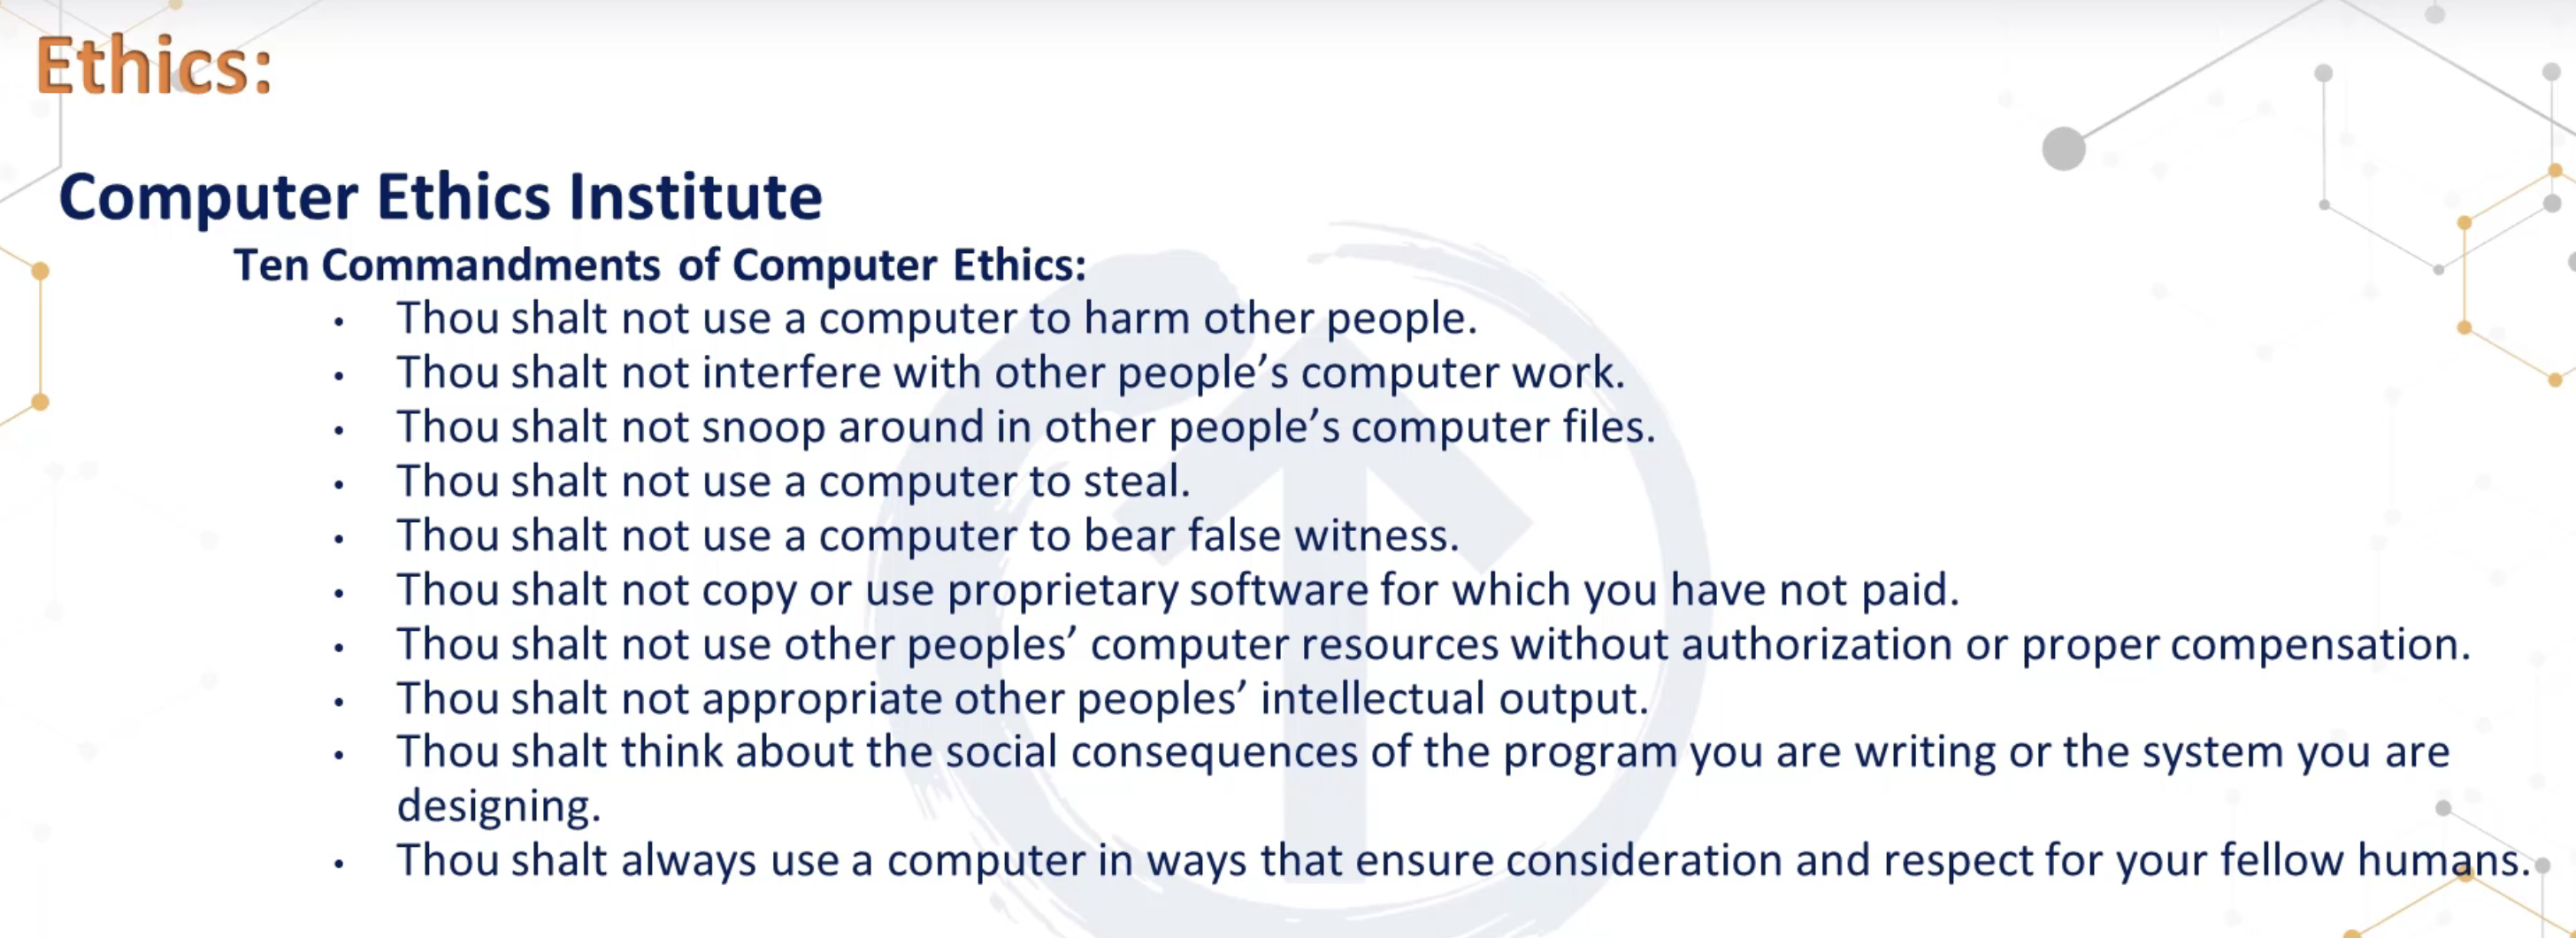 Ethics:
Computer Ethics Institute
Ten Commandments of Computer Ethics:
• Thou shalt not use a computer to harm other people.
• Thou shalt not interfere with other people’s computer work.
• Thou shalt not snoop around in other people’s computer files.
• Thou shalt not use a computer to steal.
• Thou shalt not use a computer to bear false witness.
• Thou shalt not copy or use proprietary software for which you have not paid.
• Thou shalt not use other peoples’ computer resources without authorization or proper compensation.
• Thou shalt not appropriate other peoples’ intellectual output.
• Thou shalt think about the social consequences of the program you are writing or the system you are
designing.
• Thou shalt always use a computer in ways that ensure consideration and respect for your fellow humans.